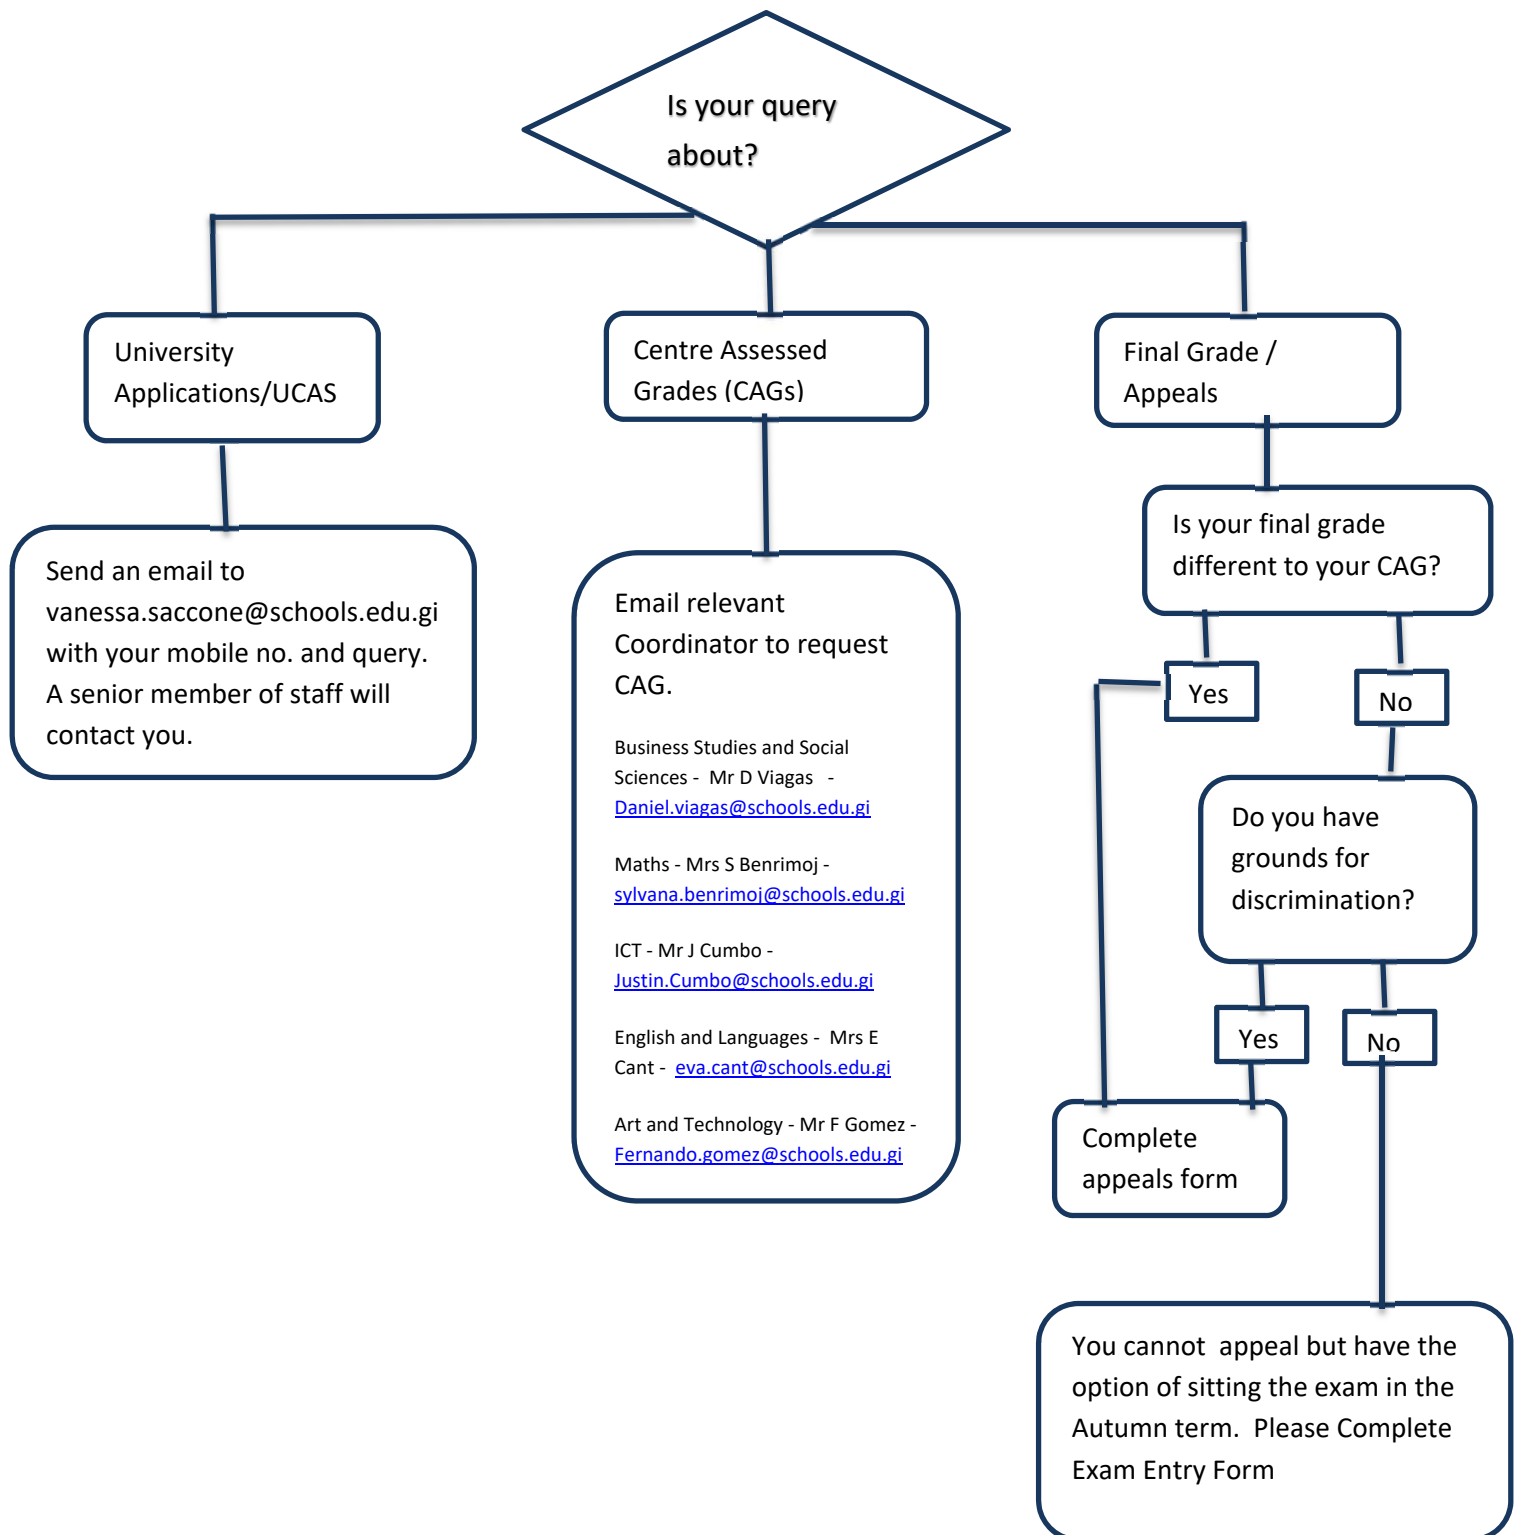 Is your query
about?
University
Applications/UCAS
Send an email to
vanessa.saccone@schools.edu.gi
with your mobile no. and query.
A senior member of staff will
contact you.
Centre Assessed
Grades (CAGs)
Email relevant
Coordinator to request
CAG.
Business Studies and Social
Sciences - Mr D Viagas -
Daniel.viagas@schools.edu.gi
Maths - Mrs S Benrimoj -
sylvana.benrimoj@schools.edu.gi
ICT - Mr J Cumbo -
Justin.Cumbo@schools.edu.gi
English and Languages - Mrs E
Cant - eva.cant@schools.edu.gi
Art and Technology - Mr F Gomez -
Fernando.gomez@schools.edu.gi
Final Grade /
Appeals
Is your final grade
different to your CAG?
Yes
No
Do you have
grounds for
discrimination?
Yes
No
Complete
appeals form
You cannot appeal but have the
option of sitting the exam in the
Autumn term. Please Complete
Exam Entry Form